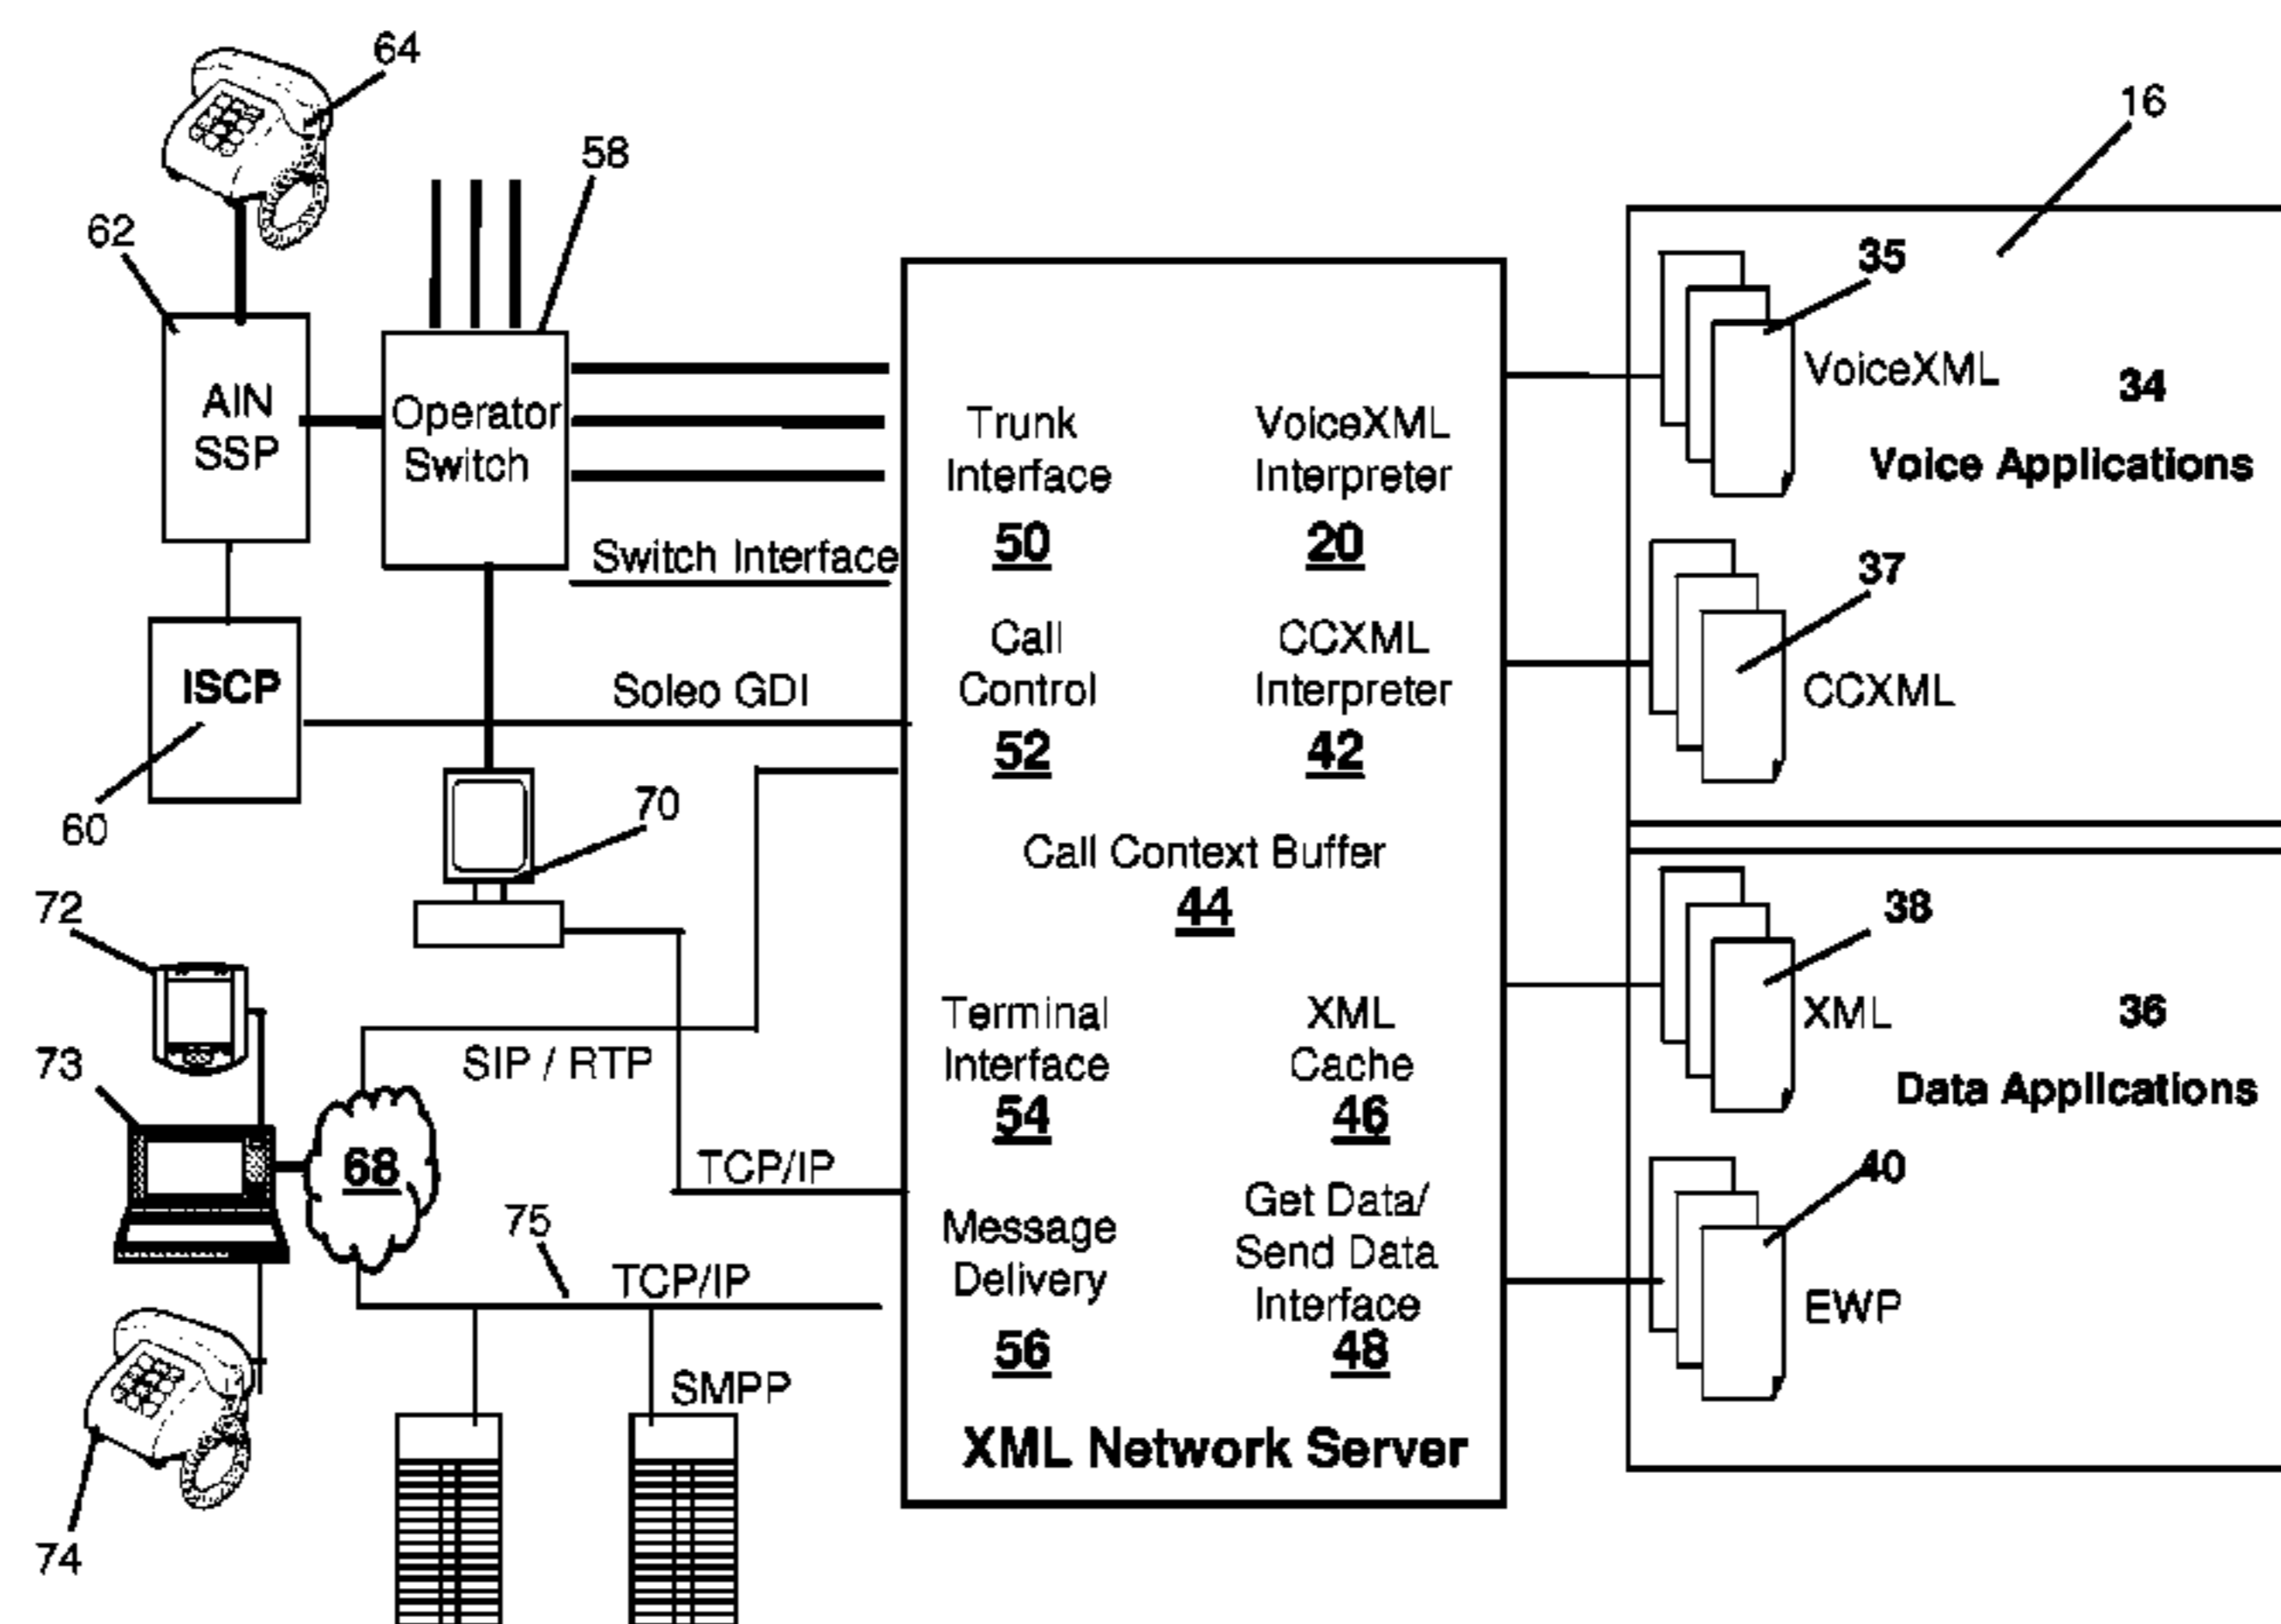 64
16
58
62
35
VoiceXML
34
Voice Applications
AIN
SSP
Operator
Switch
Trunk
Interface
50
VoiceXML
Interpreter
20
Switch Interface
37
CCXML
ISCP
Soleo GDI
Call
Control
52
CCXML
Interpreter
42
60
70
Call Context Buffer
44
38
XML
36
Data Applications
72
73
SIP / RTP
Terminal
Interface
54
XML
Cache
46
68
TCP/IP
40
EWP
75
TCP/IP
Message
Delivery
56
Get Data/
Send Data
Interface
48
SMPP
XML Network Server
74